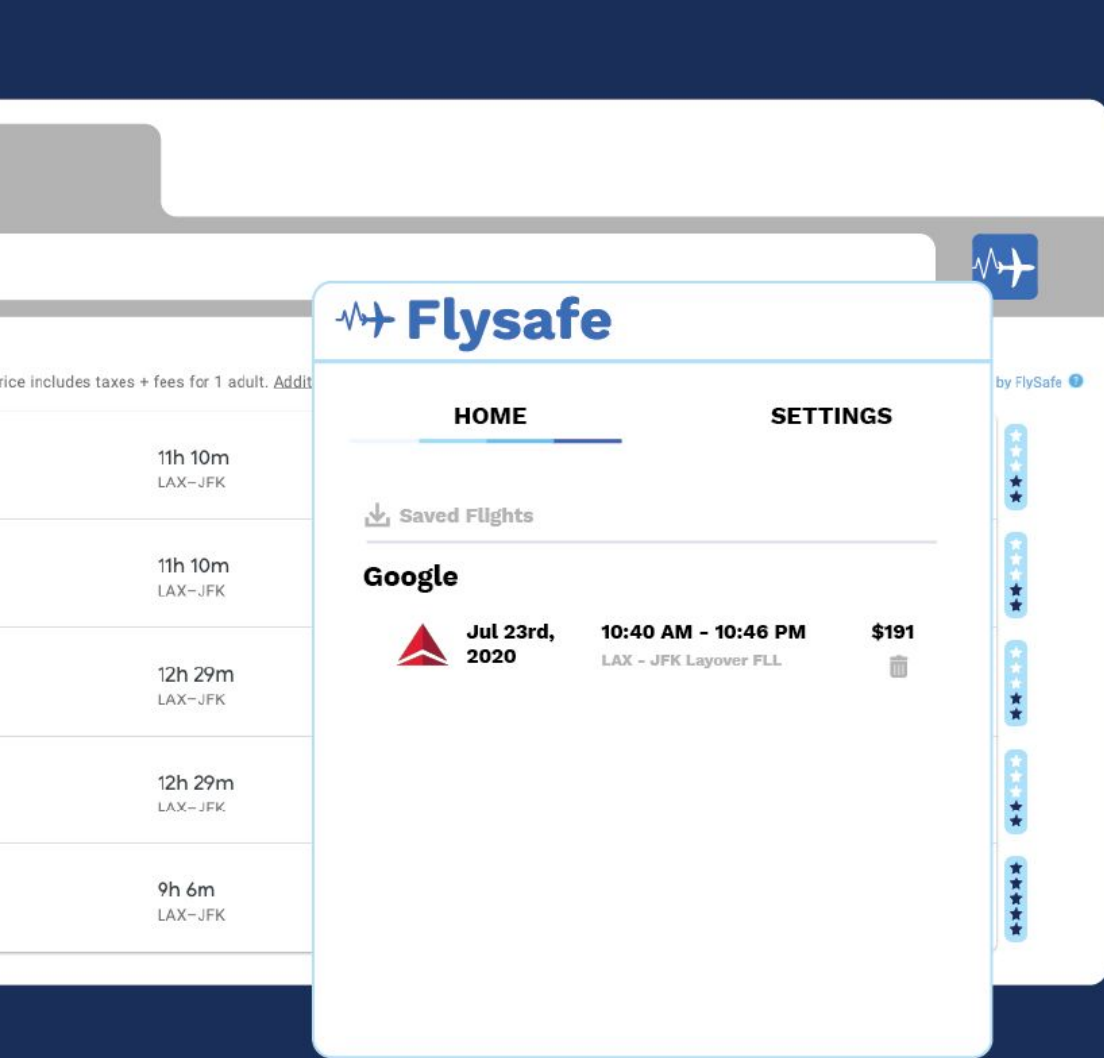 Flysafe
rice includes taxes + fees for 1 adult. Addit
by FlySafe ?
HOME
SETTINGS
11h 10m
LAX–JFK
Saved Flights
11h 10m
LAX–JFK
Google
Jul 23rd,
2020
10:40 AM - 10:46 PM
LAX - JFK Layover FLL
$191
12h 29m
LAX–JFK
12h 29m
LAX–JFK
9h 6m
LAX–JFK